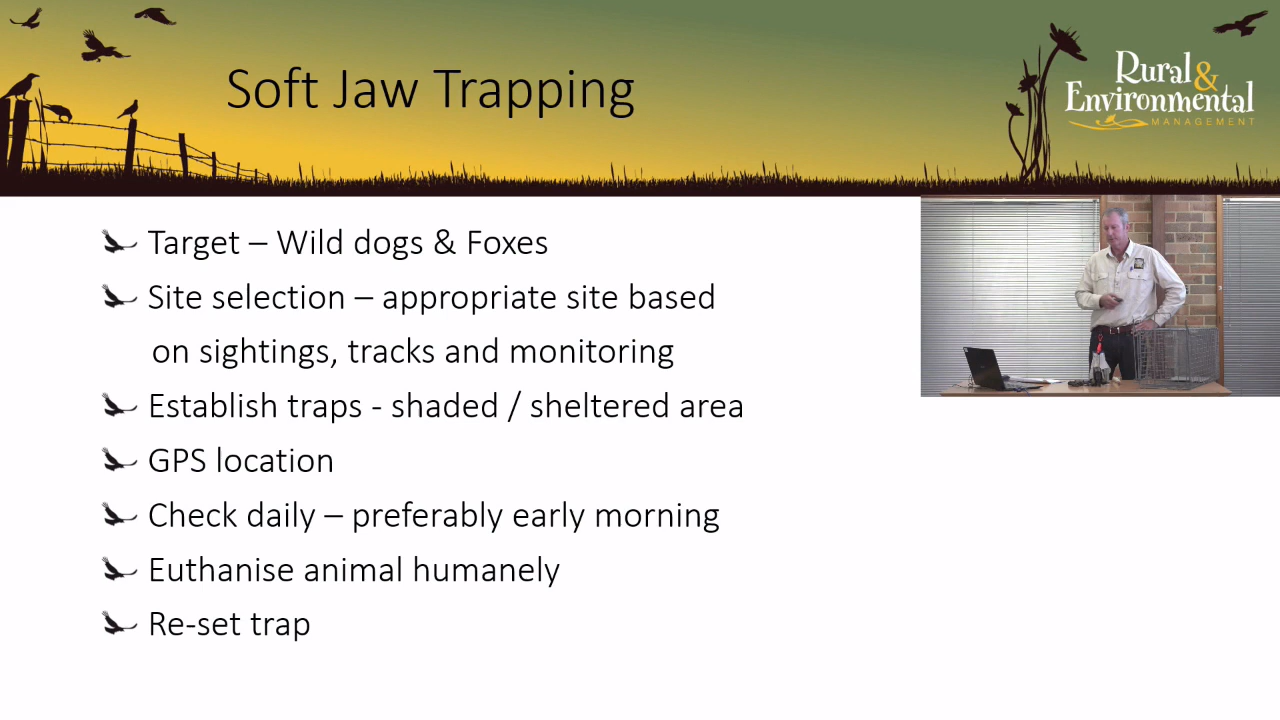 Soft Jaw Trapping
Rural &
Environmental
MANAGEMENT
Target – Wild dogs & Foxes
Site selection – appropriate site based
on sightings, tracks and monitoring
Establish traps - shaded / sheltered area
GPS location
Check daily – preferably early morning
Euthanise animal humanely
Re-set trap